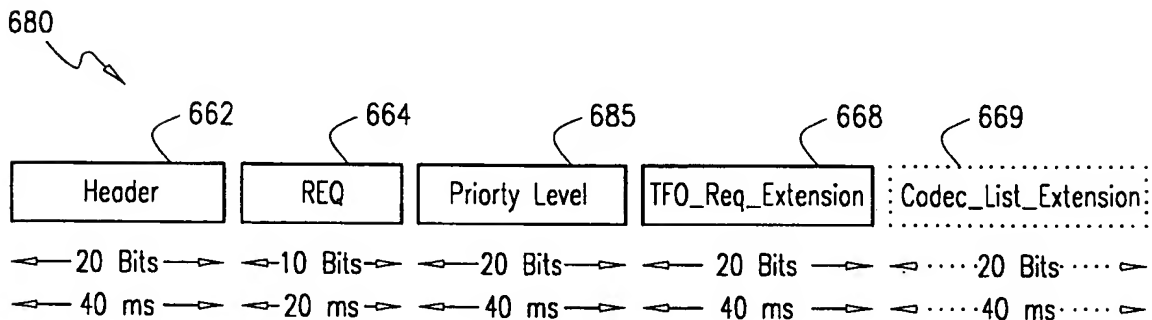 680
662 664 685 668 669
Header REQ Priorty Level TFO_Req_Extension Codec_List_Extension
20 Bits 10 Bits 20 Bits 20 Bits 20 Bits
40 ms 20 ms 40 ms 40 ms 40 ms